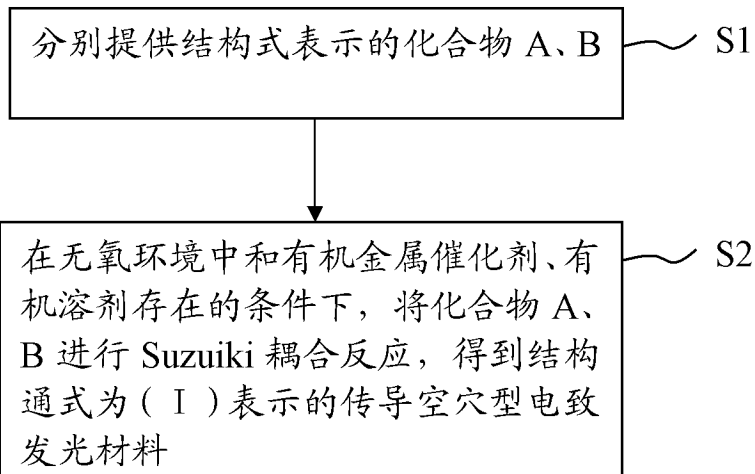 分别提供结构式表示的化合物 A、B
S1
在无氧环境中和有机金属催化剂、有
S2
机溶剂存在的条件下，将化合物 A、
B 进行 Suzuiki 耦合反应，得到结构
通式为（Ⅰ）表示的传导空穴型电致
发光材料